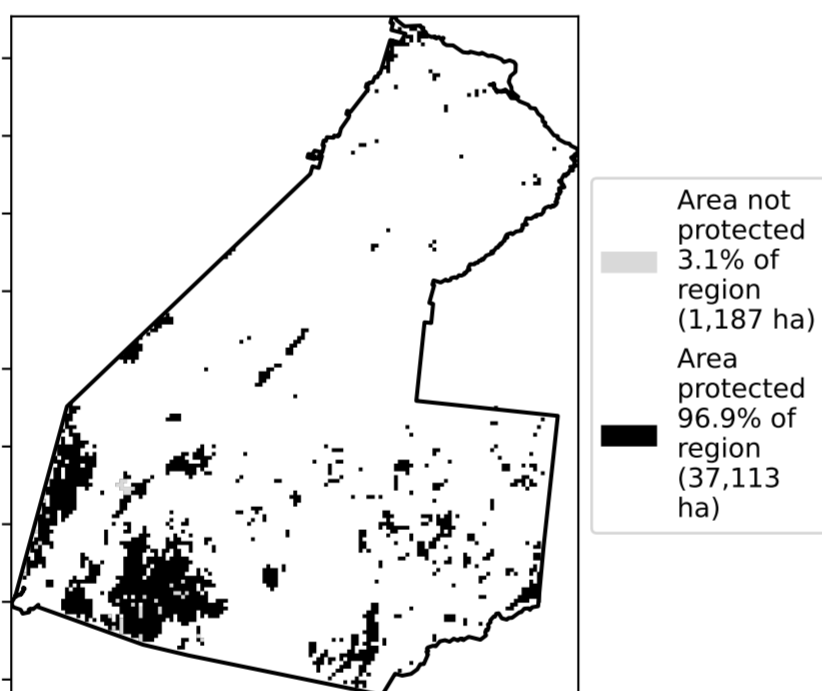 Area not
protected
3.1% of
region
(1,187 ha)
Area
protected
96.9% of
region
(37,113
ha)